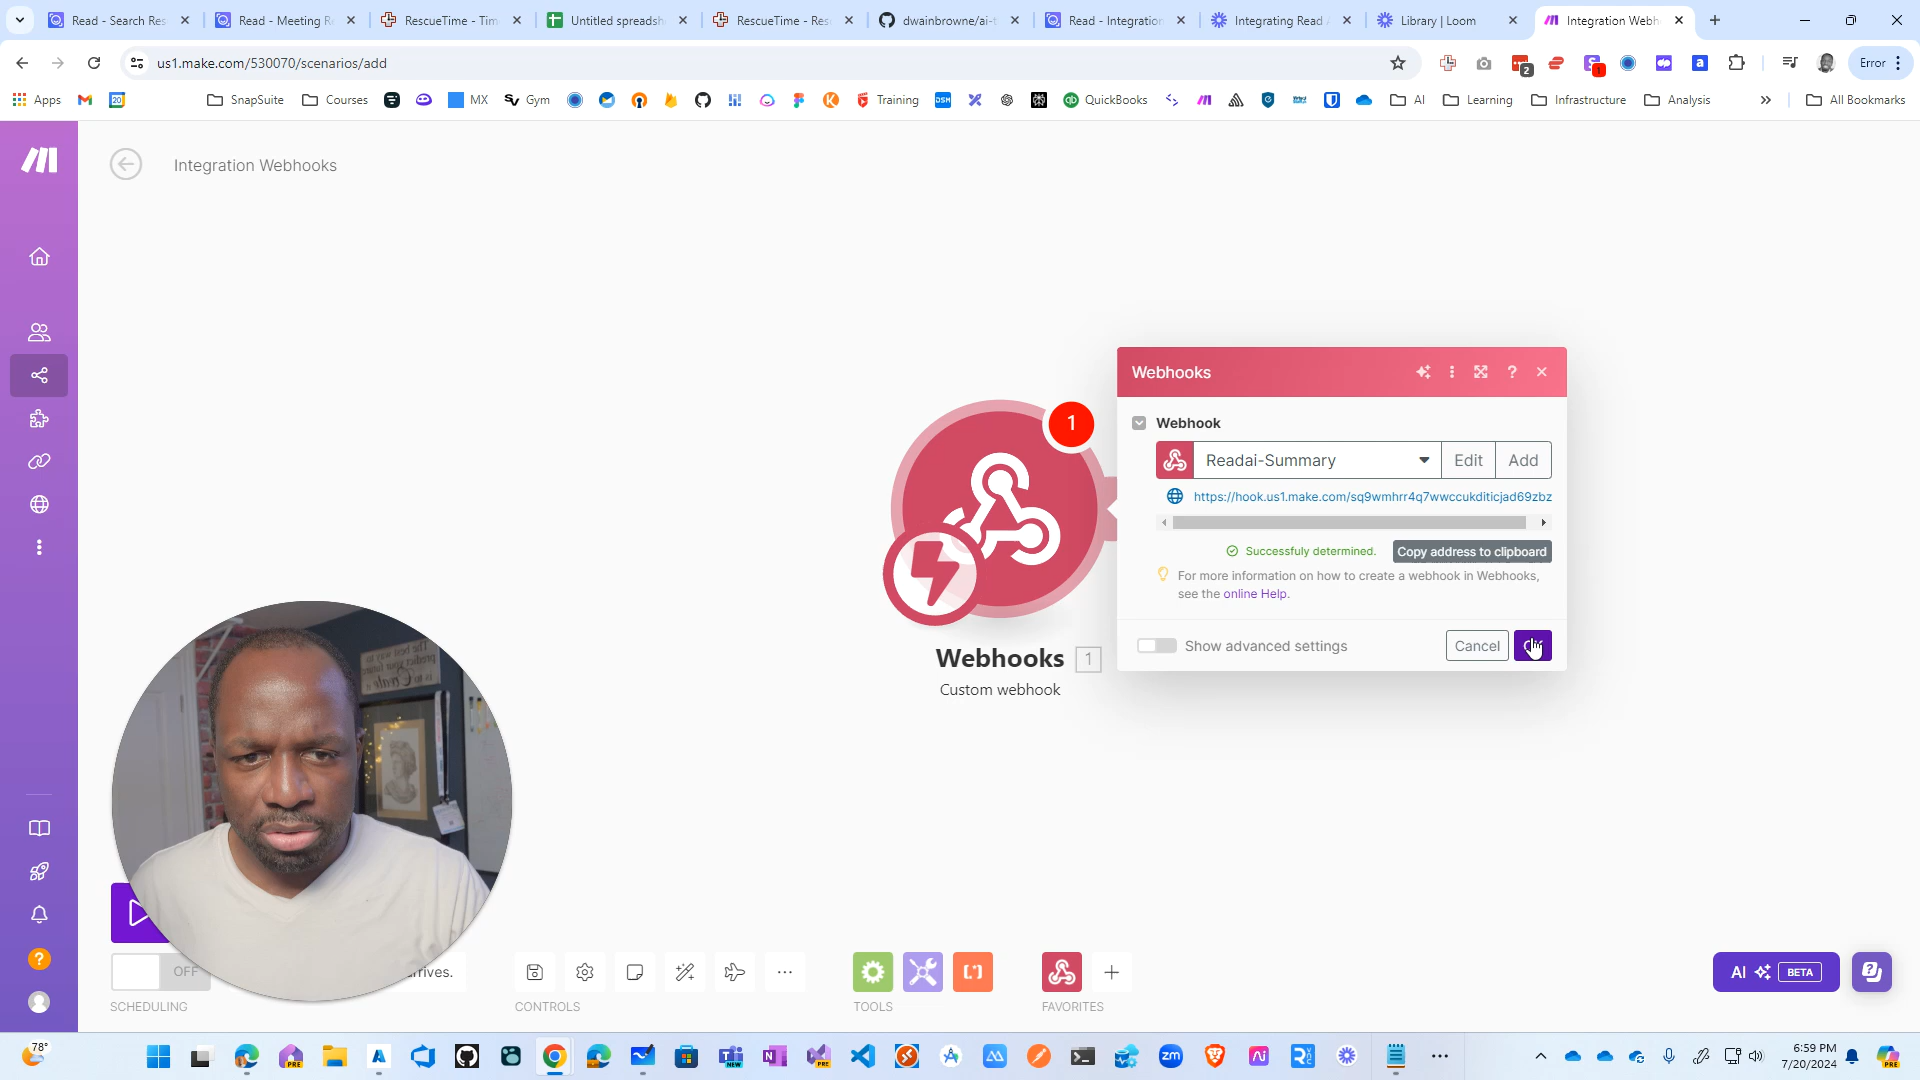 Read - Search Res
Read - Meeting R
RescueTime - Tim
Untitled spreadsh
RescueTime - Res
dwainbrowne/ai-t
Read - Integration
Integrating Read
Library | Loom
Integration Webh
us1.make.com/530070/scenarios/add
2
1
Error
Apps
SnapSuite
Courses
MX
Gym
Training
QuickBooks
AI
Learning
Infrastructure
Analysis
All Bookmarks
Integration Webhooks
1
Webhooks
1
Custom webhook
Webhooks
Webhook
Readai-Summary
Edit
Add
https://hook.us1.make.com/sq9wmhrr4q7wwccukditicjad69zbz
Successfuly determined.
Copy address to clipboard
For more information on how to create a webhook in Webhooks,
see the online Help.
Show advanced settings
Cancel
OFF
rrives.
SCHEDULING
CONTROLS
TOOLS
FAVORITES
AI
BETA
78°
6:59 PM
7/20/2024